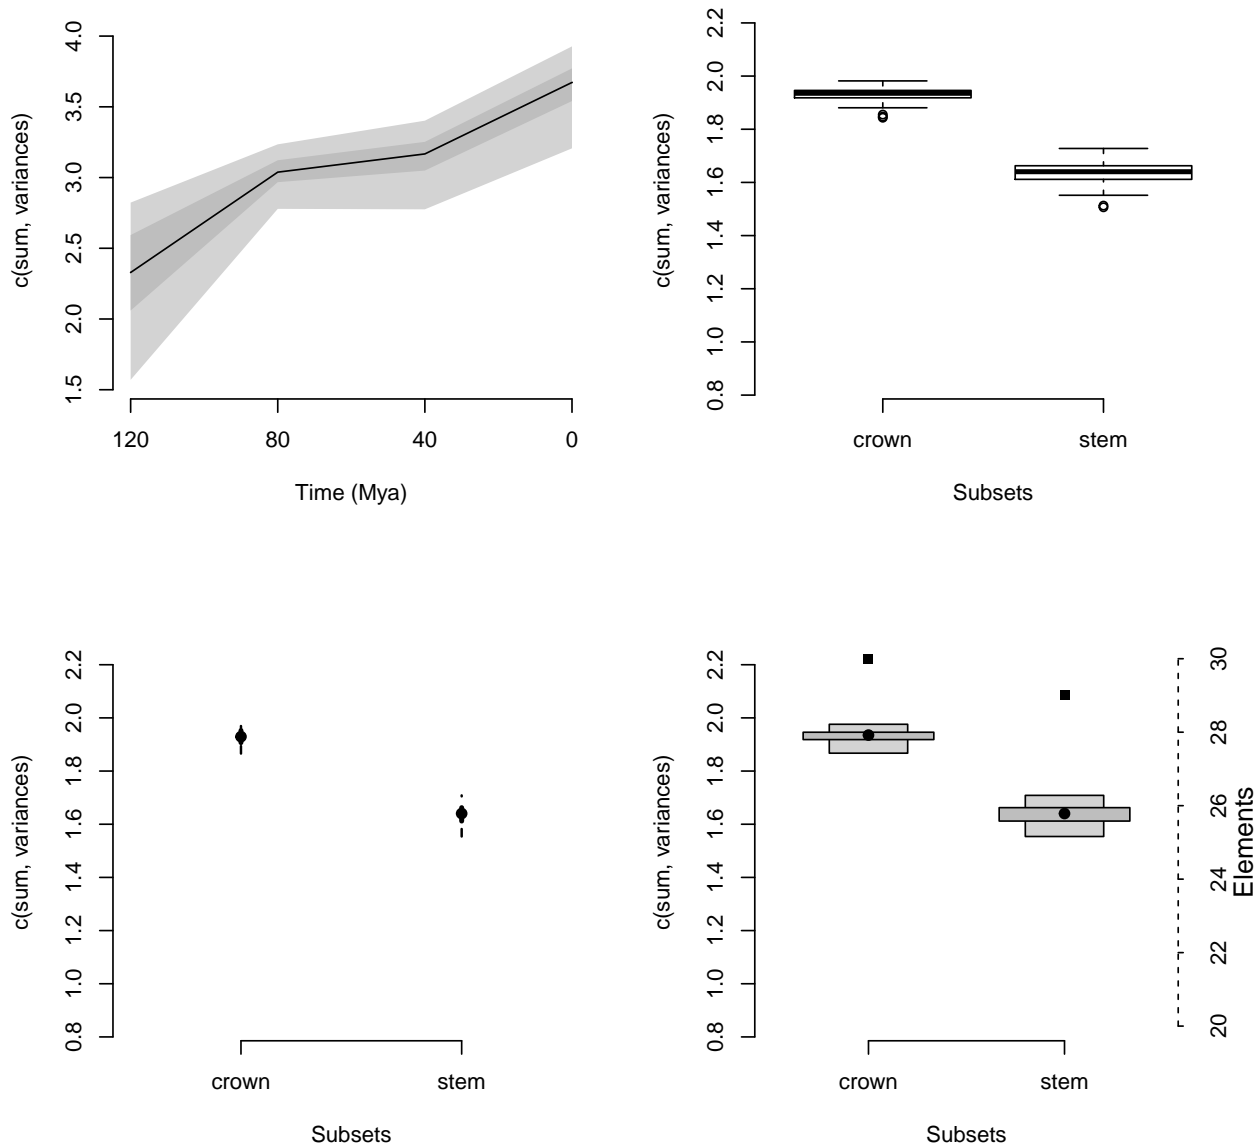 c(sum, variances)
4.0
3.5
3.0
2.5
2.0
1.5
120 80 40 0
Time (Mya)
c(sum, variances)
2.2
2.0
1.8
1.6
1.4
1.2
1.0
0.8
crown stem
Subsets
c(sum, variances)
2.2
2.0
1.8
1.6
1.4
1.2
1.0
0.8
crown stem
Subsets
c(sum, variances)
2.2
2.0
1.8
1.6
1.4
1.2
1.0
0.8
crown stem
Subsets
30
28
26
24
22
20
Elements